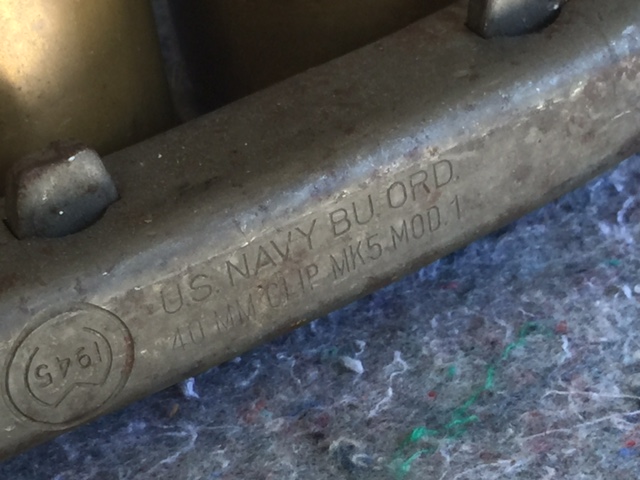 U.S. NAVY BU. ORD.
40 MM CLIP MK5 MOD 1
1945